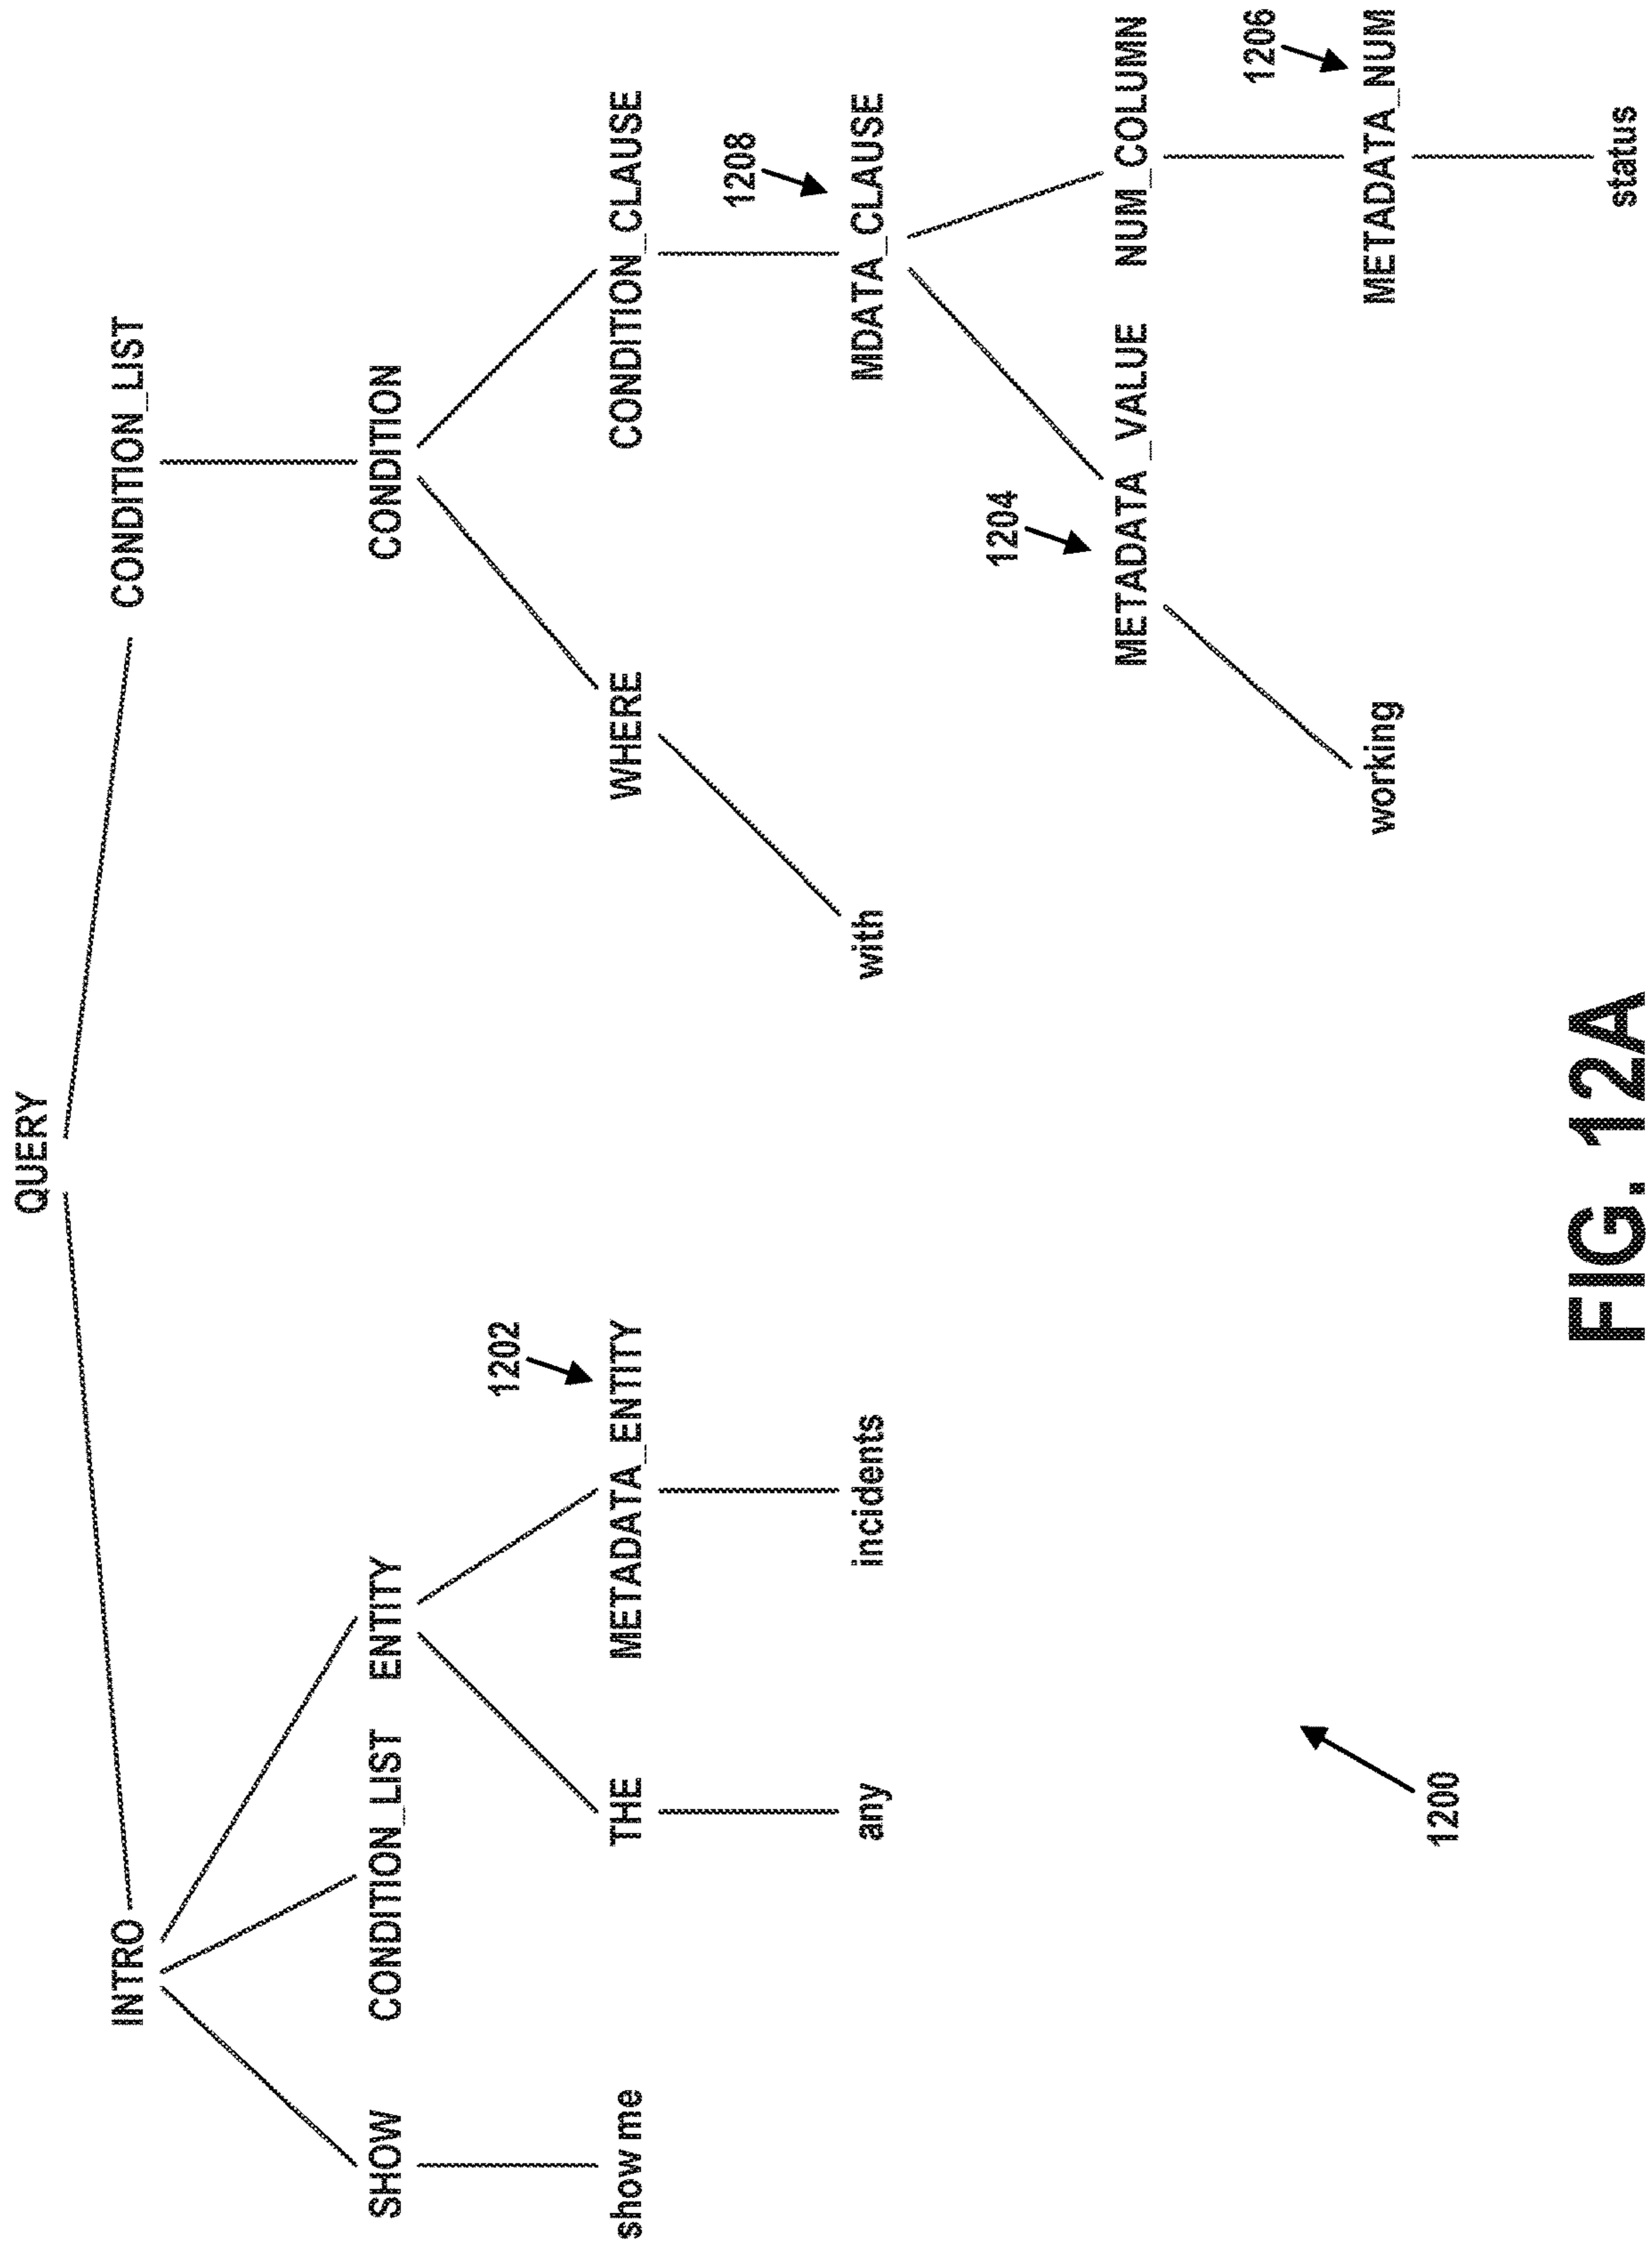 QUERY
INTRO
CONDITION_LIST
SHOW
CONDITION_LIST
ENTITY
CONDITION
1202
show me
THE
METADATA_ENTITY
WHERE
CONDITION_CLAUSE
1208
any
incidents
with
MDATA_CLAUSE
1204
METADATA_VALUE
NUM_COLUMN
1206
working
METADATA_NUM
1200
status
FIG. 12A